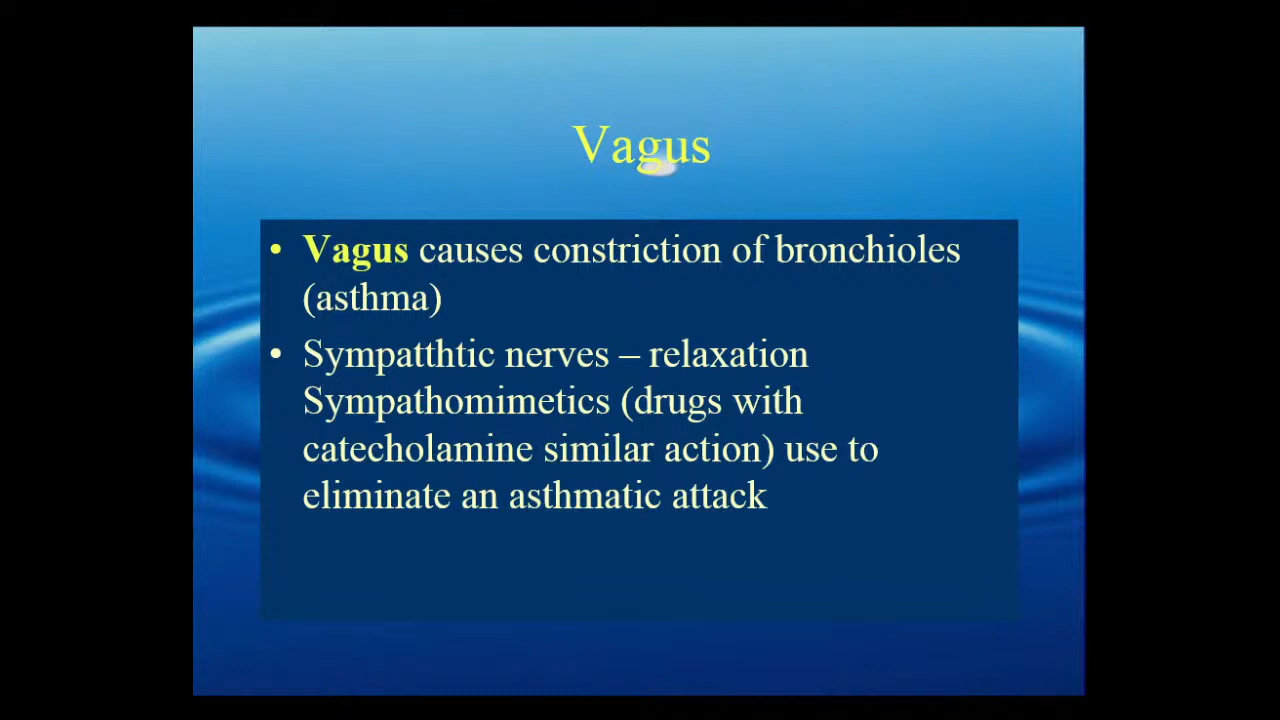 Vagus
• Vagus causes constriction of bronchioles
(asthma)
• Sympatthtic nerves – relaxation
Sympathomimetics (drugs with
catecholamine similar action) use to
eliminate an asthmatic attack